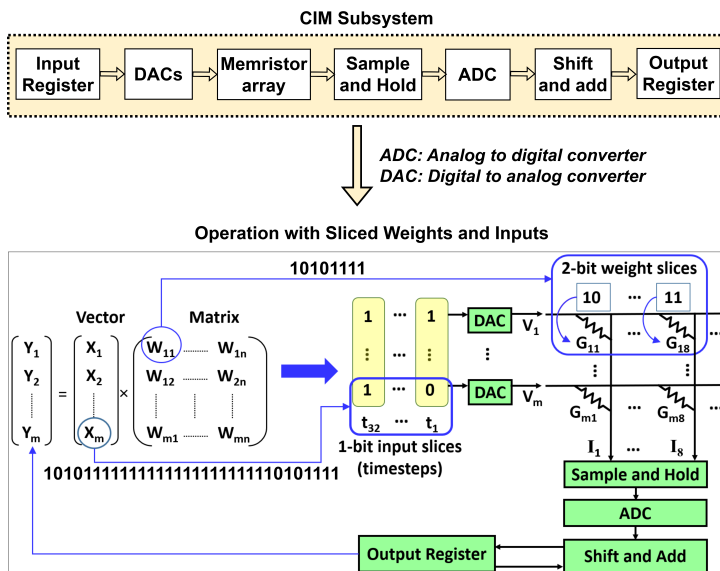 CIM Subsystem
Input Register
DACs
Memristor array
Sample and Hold
ADC
Shift and add
Output Register
ADC: Analog to digital converter
DAC: Digital to analog converter
Operation with Sliced Weights and Inputs
10101111
2-bit weight slices
10 ... 11
Vector
Matrix
1 ... 1
DAC
V1
G11
G18
Y1 = X1 × W11 ........ W1n
Y2 X2 W12 ........ W2n
Ym Xm Wm1 ........ Wmn
1 ... 0
DAC
Vm
Gm1 ... Gm8
t32 ... t1
1-bit input slices
(timesteps)
I1 ... I8
10101111111111111111111110101111
Sample and Hold
ADC
Output Register
Shift and Add